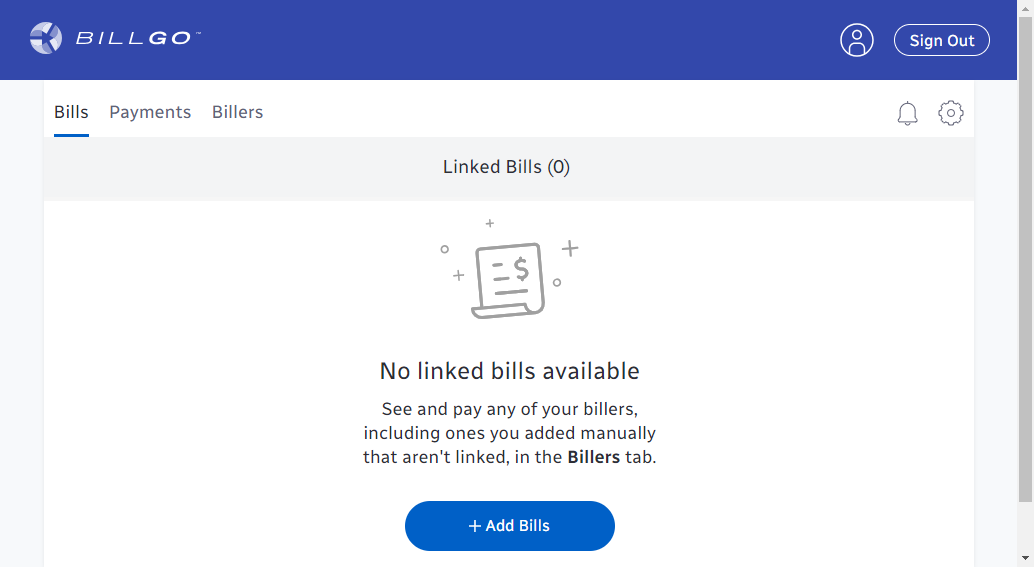 BILLGO™
Sign Out
Bills Payments Billers
Linked Bills (0)
$
No linked bills available
See and pay any of your billers,
including ones you added manually
that aren't linked, in the Billers tab.
+ Add Bills